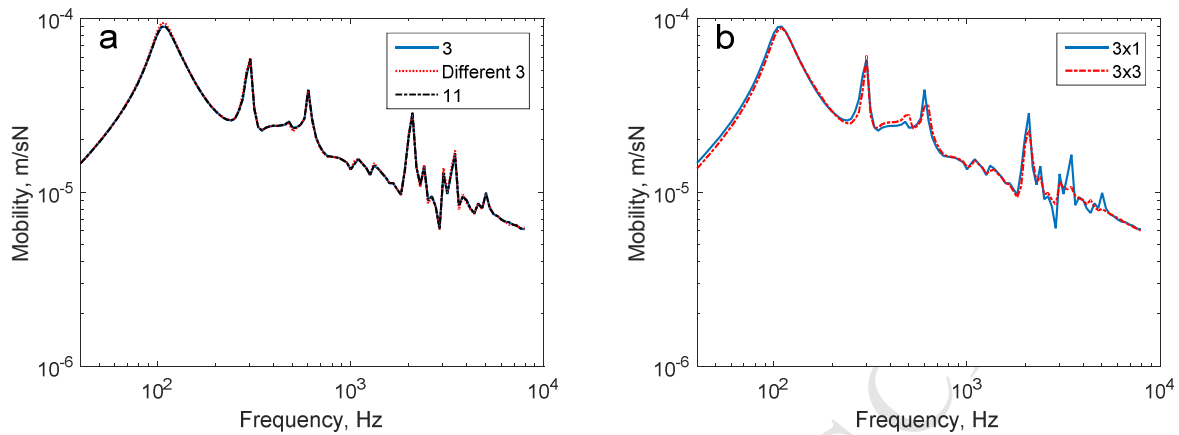 a
3
Different 3
11
10^-4
10^-5
10^-6
Mobility, m/sN
10^2
10^3
10^4
Frequency, Hz
b
3x1
3x3
10^-4
10^-5
10^-6
Mobility, m/sN
10^2
10^3
10^4
Frequency, Hz
C